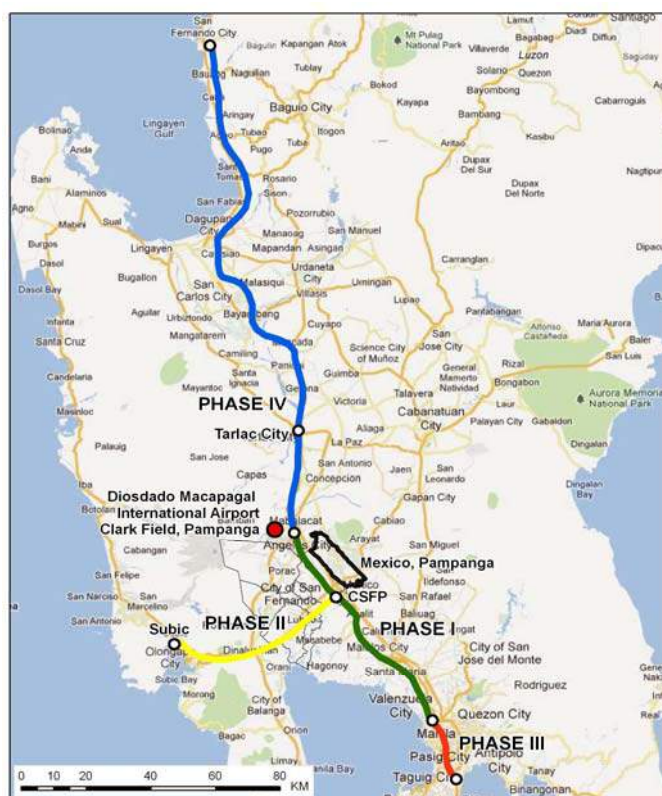 San
Fernando City
Bauang
Naguilian
Bagulin
Kapangan
Atok
Tublay
Baguio City
Mt Pulag
National Park
Bagabag
Lamut
Diadi
Diffun
Santiago
Villaverde
Luzon
Solano
Quezon
Saguday
Bayombong
Cabarroguis
Bambang
Kasibu
Bokod
Kayapa
Itogon
Aringay
Tubao
Tuba
Pugo
Lingayen
Gulf
Bolinao
Anda
Bani
Alaminos
Agno
Mabini
Sual
Burgos
Dasol
Dasol Bay
Infanta
Santa Cruz
Candelaria
Masinloc
Palauig
Iba
Rosario
Sison
San Fabian
Dagupan
City
Pozorrubio
Manaoag
San Manuel
Mapandan
Asingan
Lingayen
Bugallon
San
Carlos City
Malasiqui
Urdaneta
City
Villasis
Umingan
Lupao
Carranglan
Pantabangan
Aritao
Dupax
Del Sur
Dupax
Del Norte
Nagtipunan
Aguilar
Urbiztondo
Bayambang
Mangatarem
Camiling
Cuyapo
Science City
of Muñoz
San
Jose City
Alfonso
Castañeda
Maria Aurora
Baler
San Luis
Rizal
Bongabon
General
Mamerto
Natividad
Guimba
Talavera
Cabanatuan
City
Laur
Palayan City
Gabaldon
Aurora Memorial
National Park
Dingalan
Dingalan
Bay
Paniqui
Mayantoc
Santa
Ignacia
Gerona
Victoria
PHASE IV
Tarlac City
Aliaga
La Paz
San Jose
San Antonio
Capas
Concepcion
Jaen
San
Leonardo
Gapan City
Diosdado Macapagal
International Airport
Clark Field, Pampanga
Mabalacat
Angeles City
Arayat
Cabiao
San Miguel
Mexico, Pampanga
Botolan
Cabangan
San Felipe
San Narciso
San
Marcelino
San Antonio
Porac
City of San
Fernando
CSFP
San Rafael
Baliuag
Ildefonso
PHASE II
PHASE I
Subic
Olongapo
City
Subic Bay
Dinalupihan
Orani
Hagonoy
Malolos City
Santa Maria
City of San
Jose del Monte
Morong
City of
Balanga
Bagac
Orion
Limay
Valenzuela
City
Quezon City
Rodriguez
Manila
Pasig City
PHASE III
Antipolo
City
Taguig City
Binangonan
Manila Bay
0 10 20 40 60 80
KM